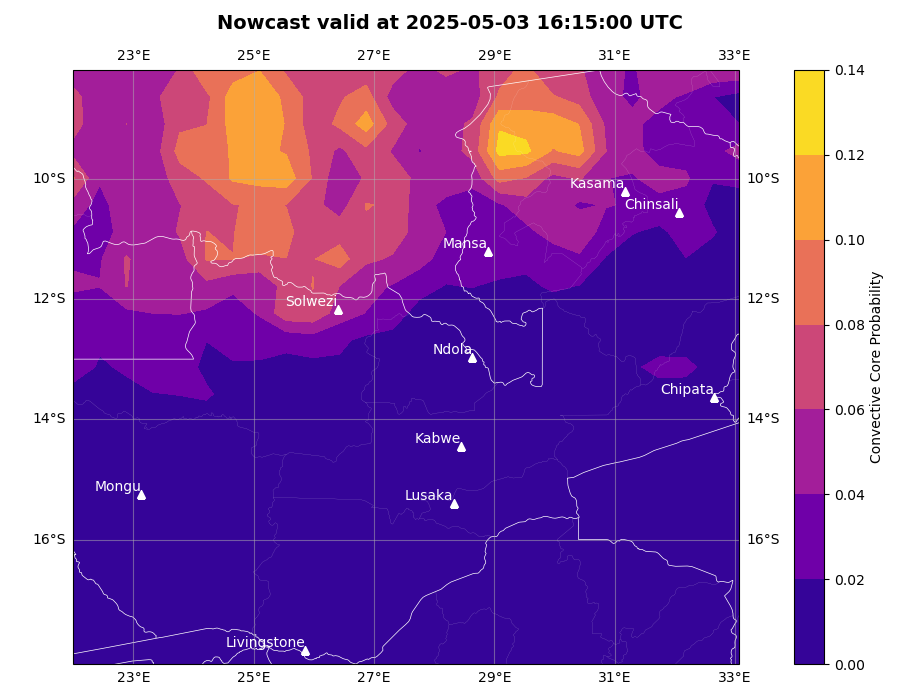 Nowcast valid at 2025-05-03 16:15:00 UTC
23°E 25°E 27°E 29°E 31°E 33°E
0.14
0.12
10°S 10°S
Kasama
Chinsali
0.10
Mansa
12°S 12°S
Solwezi
0.08
Ndola
Chipata
0.06
14°S 14°S
Kabwe
Mongu
Lusaka
0.04
16°S 16°S
0.02
Livingstone
0.00
23°E 25°E 27°E 29°E 31°E 33°E
Convective Core Probability